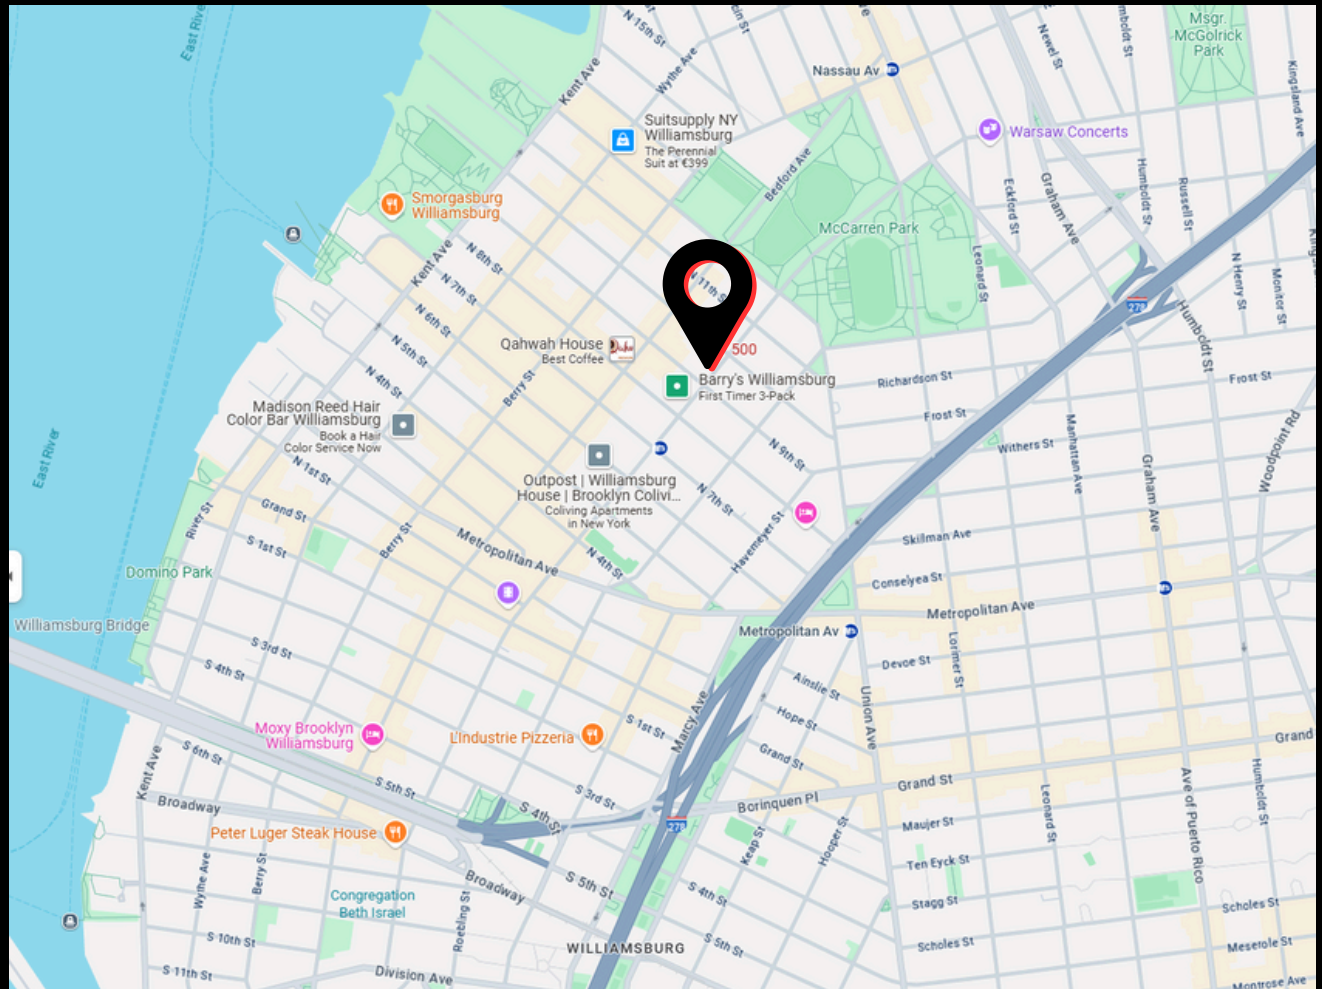 East River
N 15th St
Wythe Ave
Kent Ave
Nassau Av
Newel St
Humboldt St
Msgr.
McGolrick
Park
Kingsland Ave
Suitsupply NY
Williamsburg
The Perennial
Suit at €399
Warsaw Concerts
Bedford Ave
Smorgasburg
Williamsburg
McCarren Park
Eckford St
Graham Ave
Humboldt St
Russell St
Kent Ave
N 8th St
N 7th St
N 6th St
N 5th St
N 4th St
N 11th St
Leonard St
N Henry St
Monitor St
278
Humboldt St
Qahwah House
Best Coffee
500
Barry's Williamsburg
First Timer 3-Pack
Berry St
Richardson St
Frost St
Frost St
Withers St
Manhattan Ave
Graham Ave
Woodpoint Rd
Madison Reed Hair
Color Bar Williamsburg
Book a Hair
Color Service Now
East River
N 1st St
Grand St
River St
S 1st St
Berry St
Outpost | Williamsburg
House | Brooklyn Colivi...
Coliving Apartments
in New York
N 9th St
N 7th St
Havemeyer St
Skillman Ave
Metropolitan Ave
N 4th St
Domino Park
Conselyea St
Metropolitan Ave
Williamsburg Bridge
Metropolitan Av
S 3rd St
S 4th St
Devoe St
Lorimer St
Ainslie St
Union Ave
Hope St
Marcy Ave
Moxy Brooklyn
Williamsburg
L'Industrie Pizzeria
S 1st St
Grand St
Grand
S 6th St
Kent Ave
S 5th St
S 3rd St
S 4th St
Grand St
Borinquen Pl
Broadway
278
Peter Luger Steak House
Maujer St
Leonard St
Ave of Puerto Rico
Humboldt St
Keap St
Hooper St
Ten Eyck St
Wythe Ave
Berry St
Broadway
S 5th St
S 4th St
Stagg St
Scholes St
Congregation
Beth Israel
Roebling St
S 10th St
WILLIAMSBURG
S 5th St
Scholes St
Meserole St
S 11th St
Division Ave
Montrose Ave